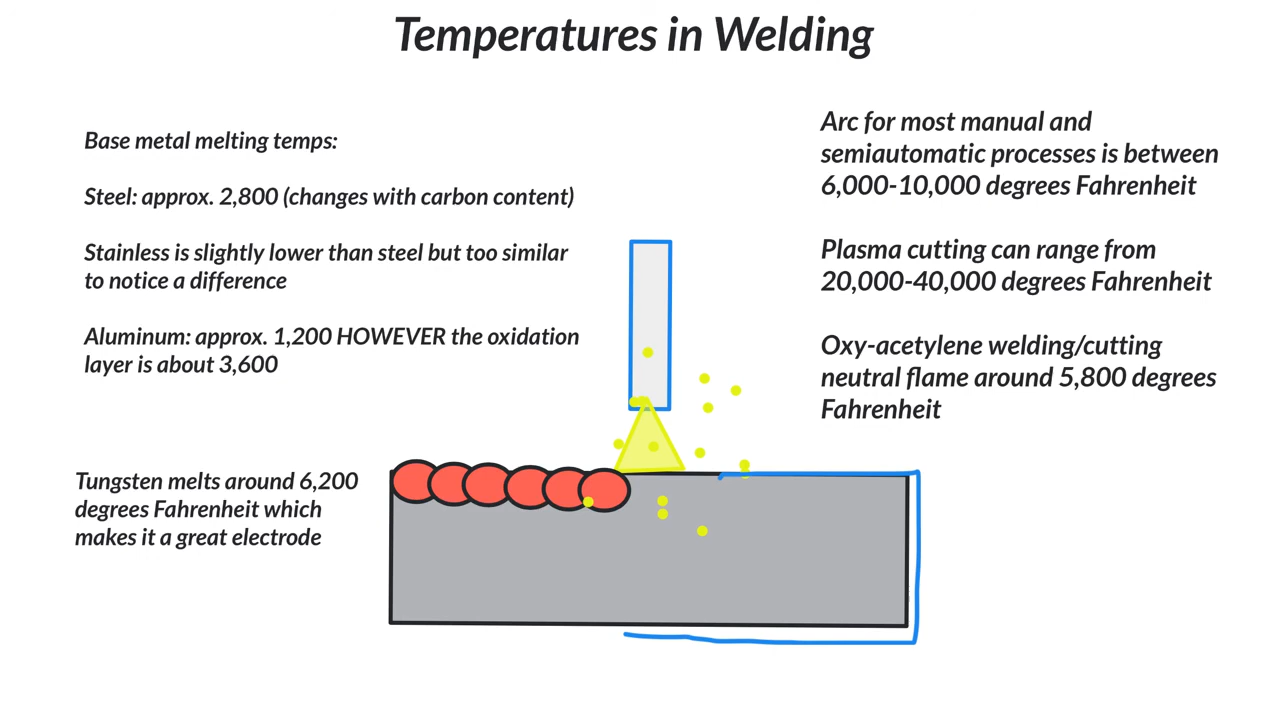 Temperatures in Welding
Base metal melting temps:
Steel: approx. 2,800 (changes with carbon content)
Stainless is slightly lower than steel but too similar
to notice a difference
Aluminum: approx. 1,200 HOWEVER the oxidation
layer is about 3,600
Tungsten melts around 6,200
degrees Fahrenheit which
makes it a great electrode
Arc for most manual and
semiautomatic processes is between
6,000-10,000 degrees Fahrenheit
Plasma cutting can range from
20,000-40,000 degrees Fahrenheit
Oxy-acetylene welding/cutting
neutral flame around 5,800 degrees
Fahrenheit